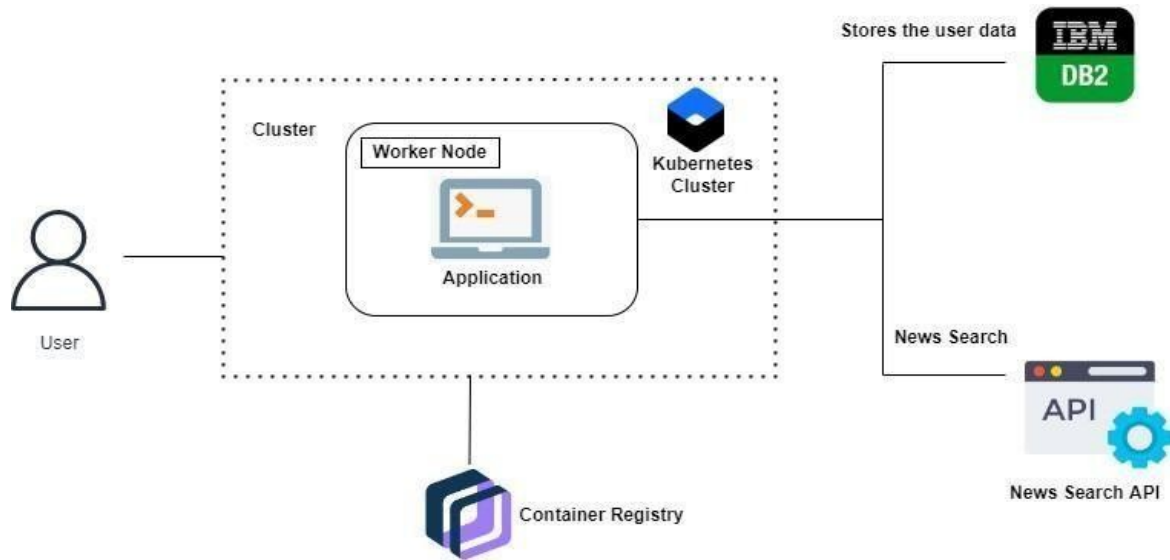 Stores the user data
IBM
DB2
Cluster
Worker Node
Kubernetes
Cluster
Application
User
News Search
API
News Search API
Container Registry